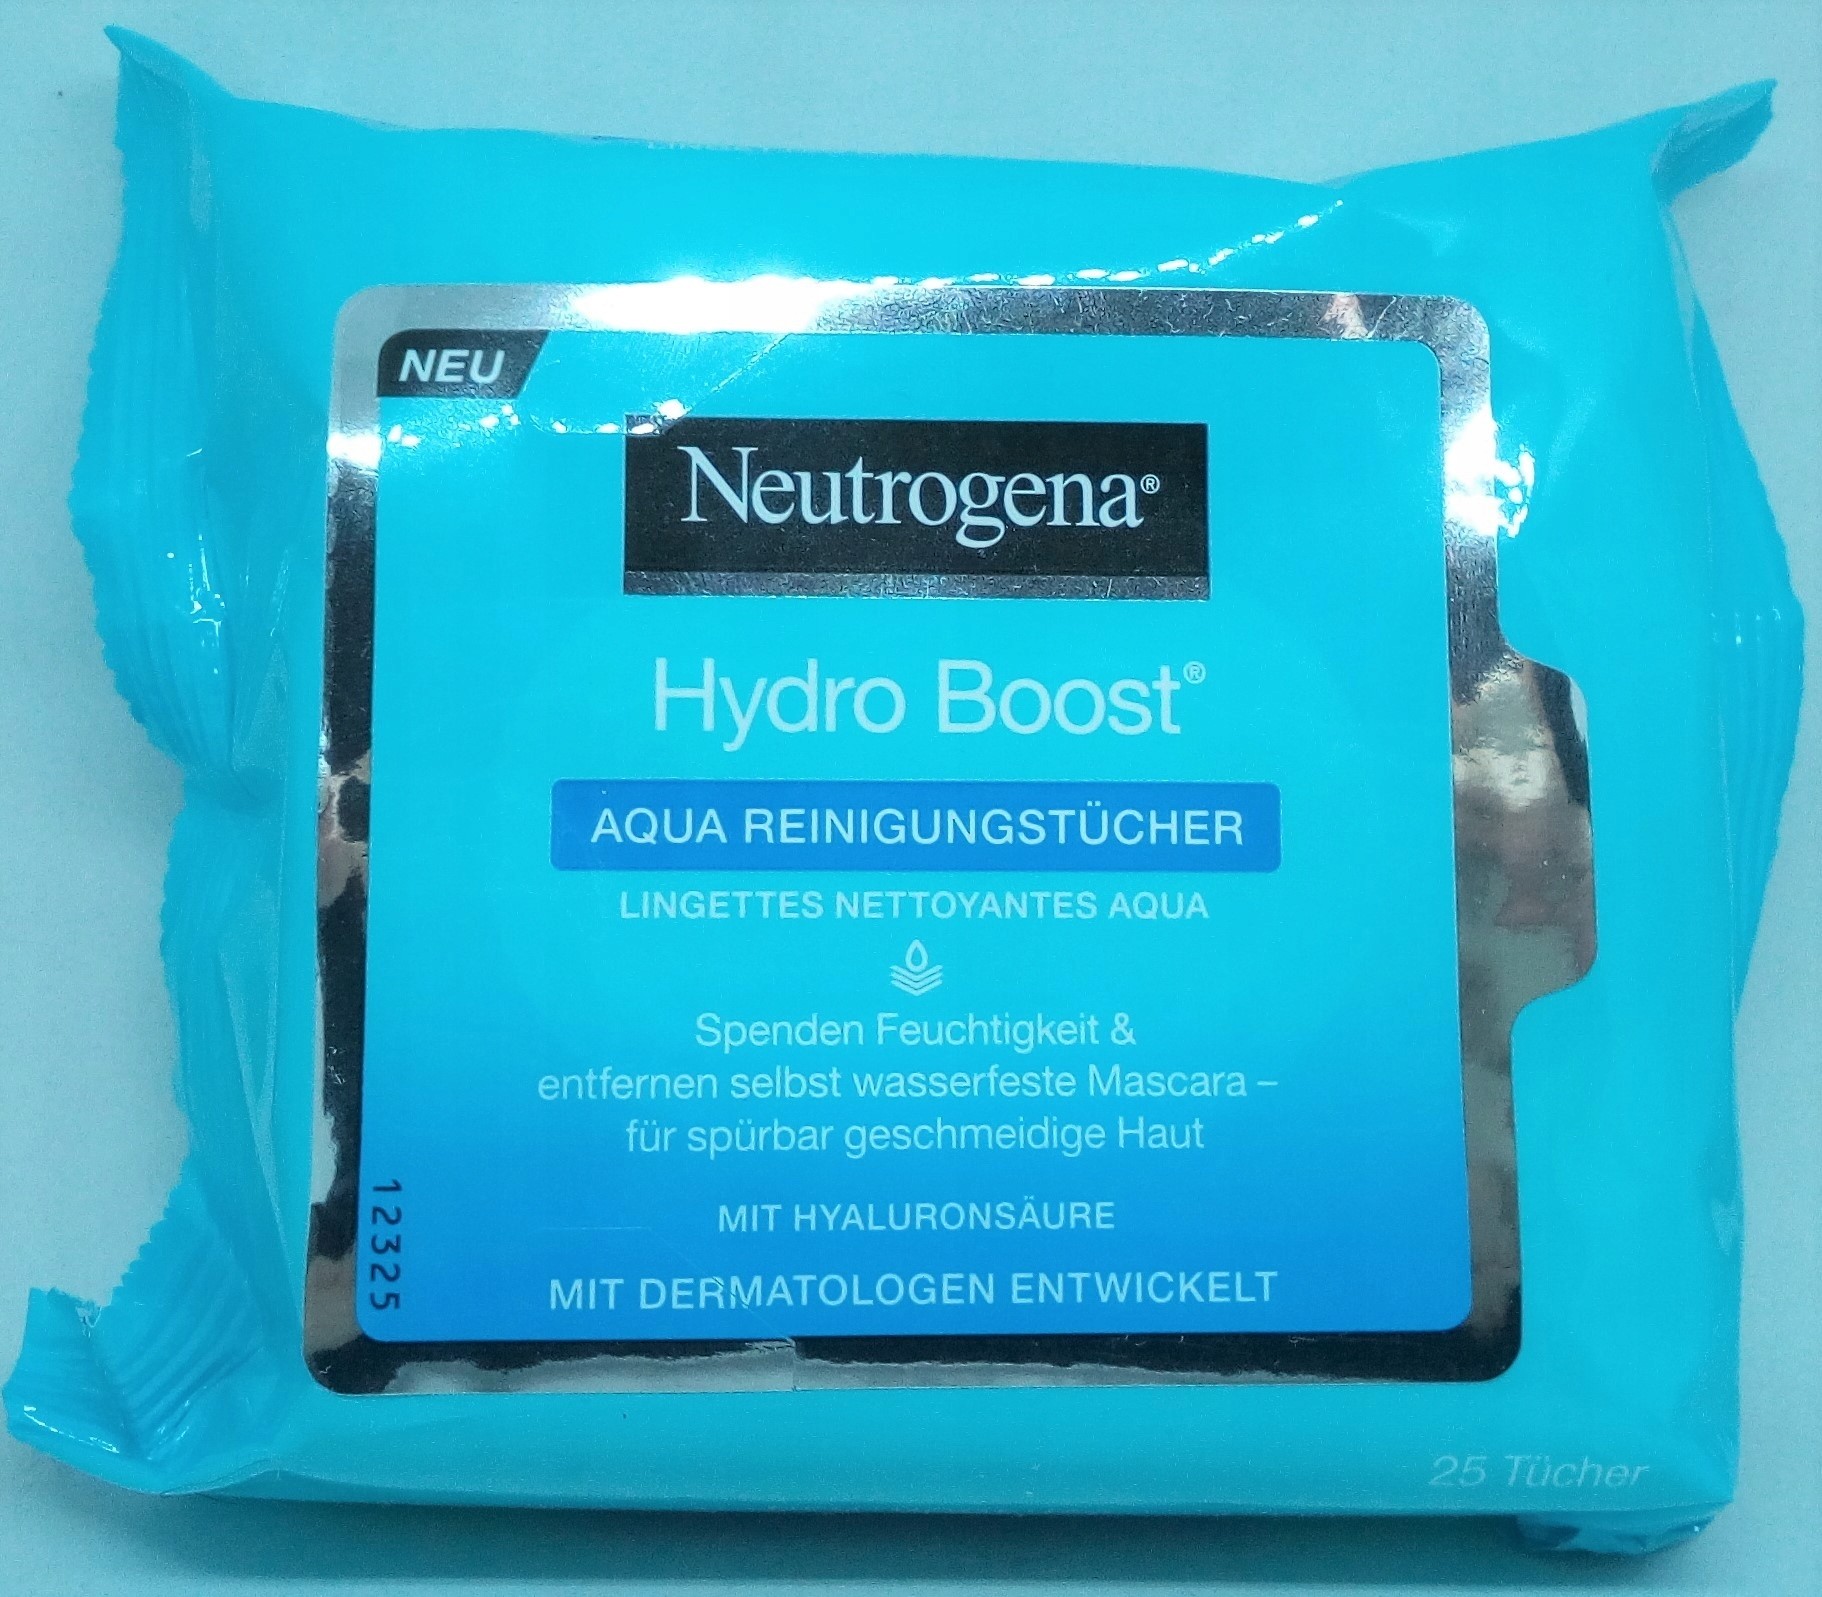 NEU
Neutrogena®
Hydro Boost®
AQUA REINIGUNGSTÜCHER
LINGETTES NETTOYANTES AQUA
Spenden Feuchtigkeit &
entfernen selbst wasserfeste Mascara –
für spürbar geschmeidige Haut
MIT HYALURONSÄURE
MIT DERMATOLOGEN ENTWICKELT
12325
25 Tücher